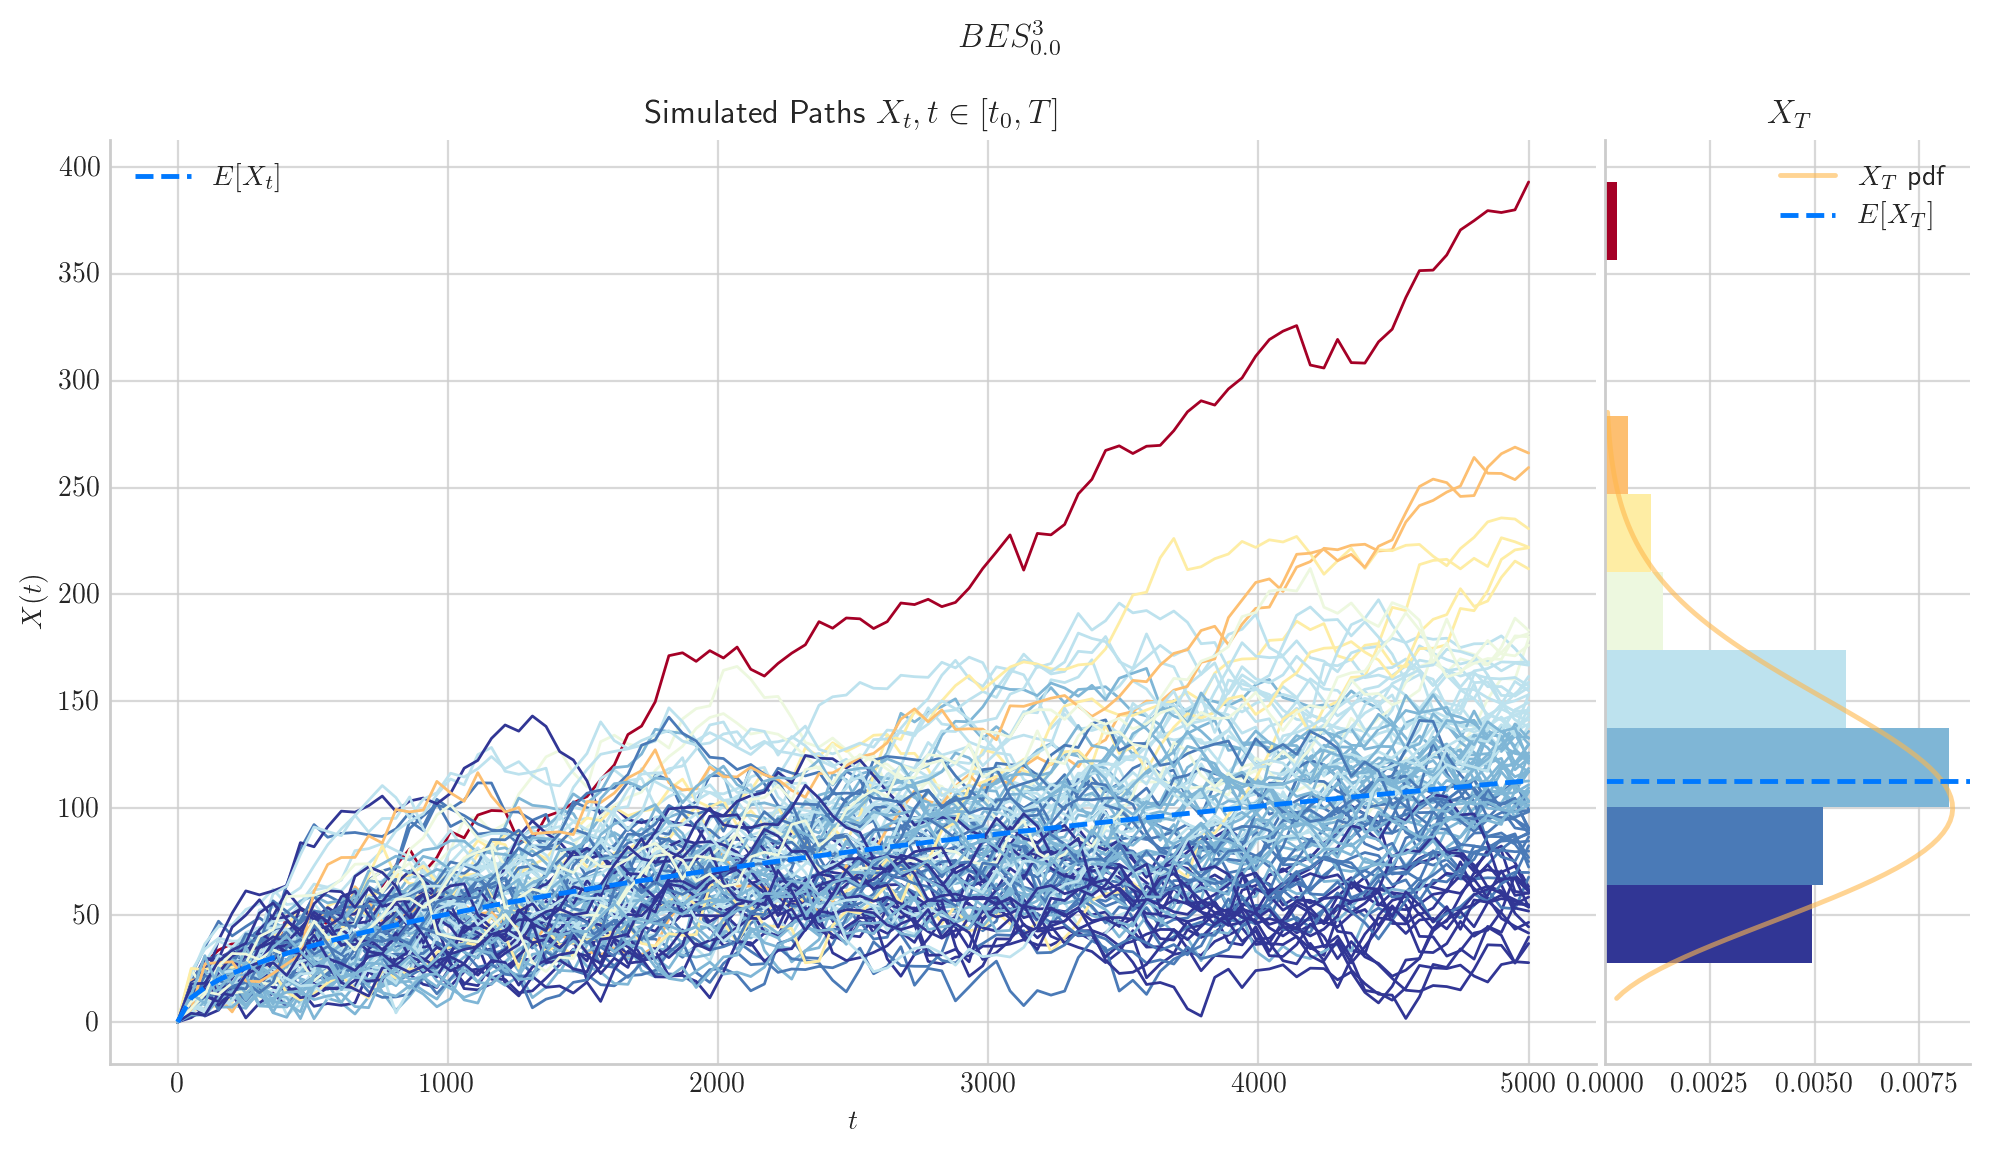 $BES^{3}_{0.0}$
Simulated Paths $X_t, t \in [t_0, T]$
$X_T$
$E[X_t]$
$X_T$ pdf
$E[X_T]$
400
350
300
250
200
150
100
50
0
$X(t)$
0 1000 2000 3000 4000 5000 0.0000 0.0025 0.0050 0.0075
$t$